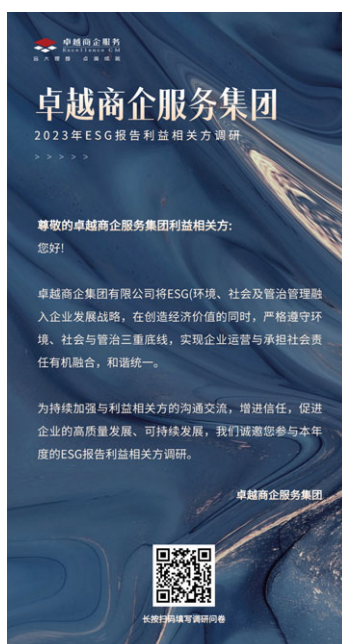 卓越商企服务
Excellence CM
远大理想 点滴成就
卓越商企服务集团
2023年ESG报告利益相关方调研
> > > > >
尊敬的卓越商企服务集团利益相关方:
您好!
卓越商企集团有限公司将ESG(环境、社会及管治管理融
入企业发展战略，在创造经济价值的同时，严格遵守环
境、社会与管治三重底线，实现企业运营与承担社会责
任有机融合，和谐统一。
为持续加强与利益相关方的沟通交流，增进信任，促进
企业的高质量发展、可持续发展，我们诚邀您参与本年
度的ESG报告利益相关方调研。
卓越商企服务集团
长按扫码填写调研问卷